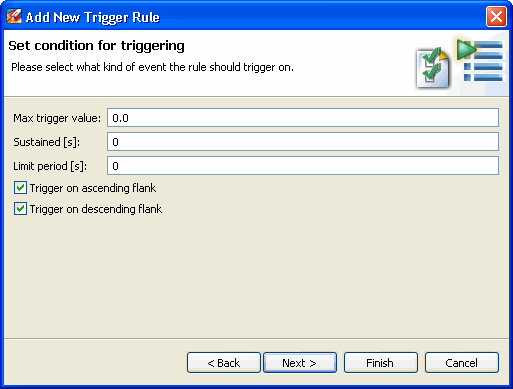 Add New Trigger Rule
Set condition for triggering
Please select what kind of event the rule should trigger on.
Max trigger value: 0.0
Sustained [s]: 0
Limit period [s]: 0
Trigger on ascending flank
Trigger on descending flank
< Back Next > Finish Cancel